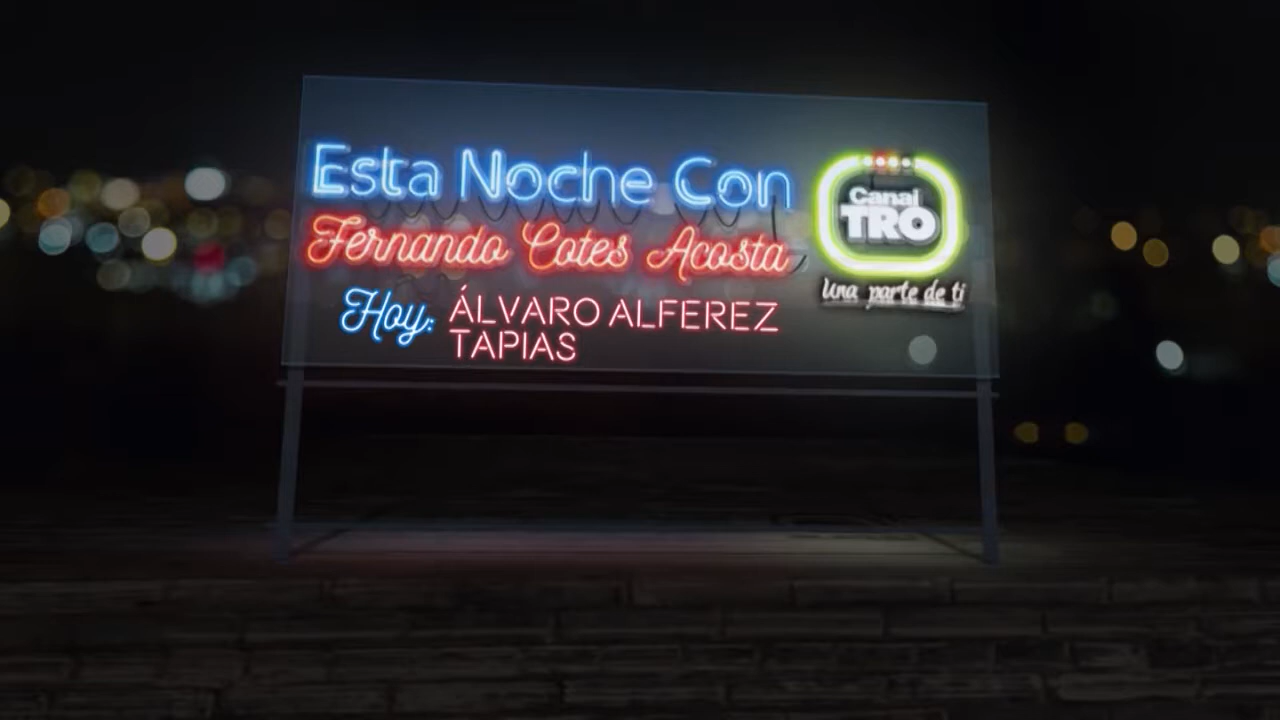 Esta Noche Con
Fernando Cotes Acosta
Hoy: ÁLVARO ALFEREZ
TAPIAS
Canal
TRO
Una parte de ti